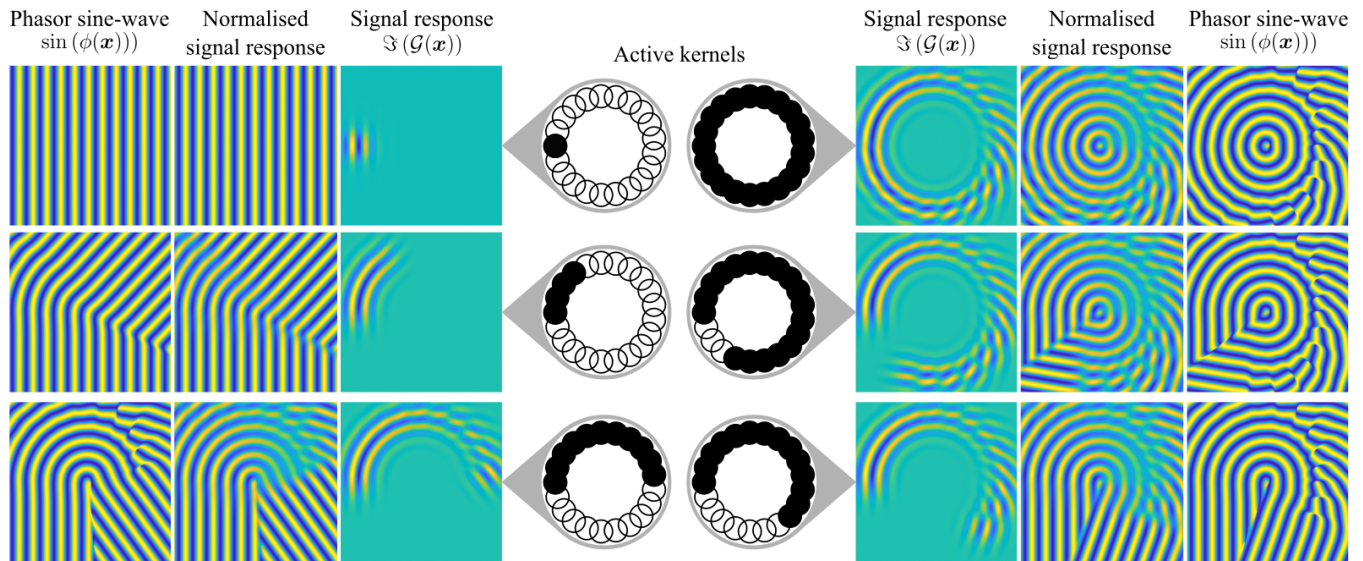 Phasor sine-wave
sin (ϕ(𝒙)))
Normalised
signal response
Signal response
ℑ (𝒢(𝒙))
Active kernels
Signal response
ℑ (𝒢(𝒙))
Normalised
signal response
Phasor sine-wave
sin (ϕ(𝒙)))